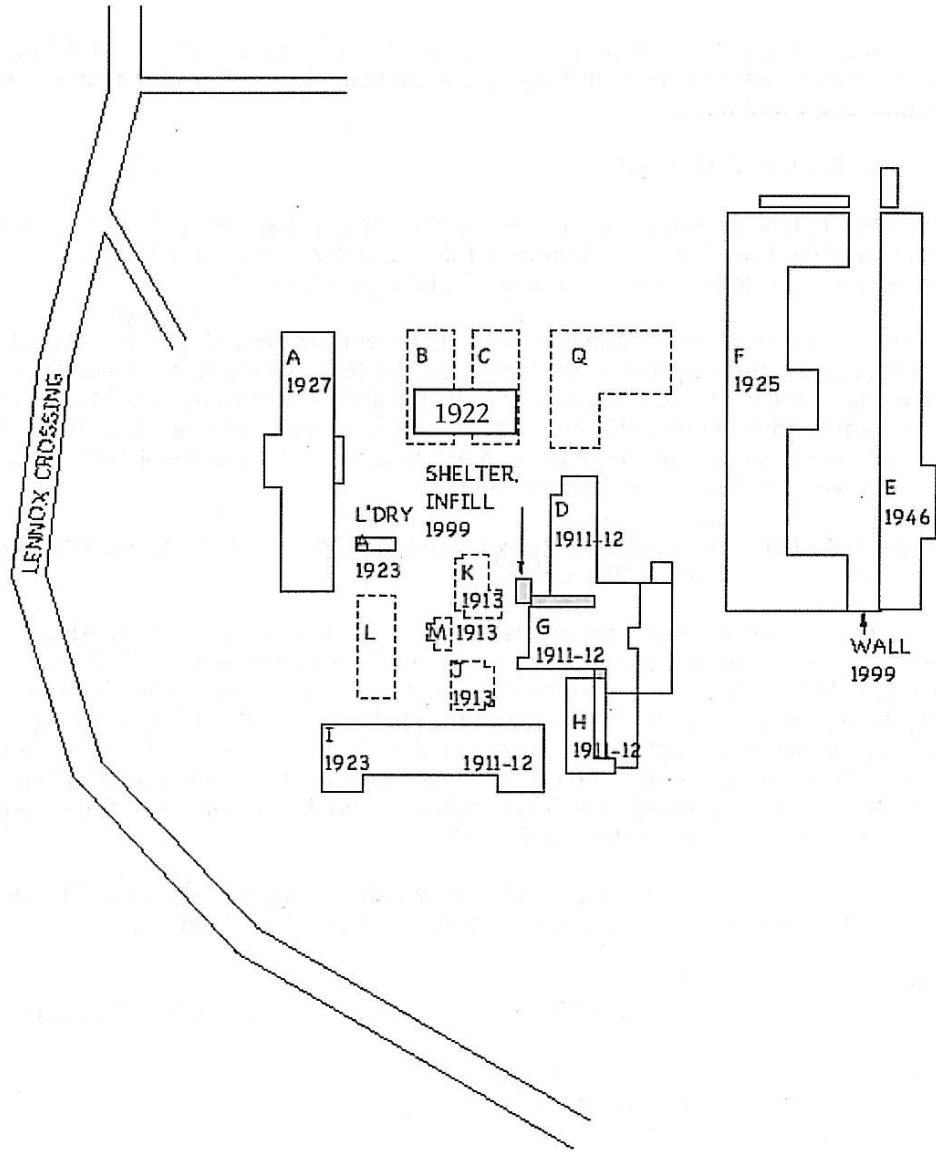 LENNOX CROSSING
A
1927
B
C
1922
Q
F
1925
E
1946
SHELTER,
INFILL
1999
D
1911-12
L'DRY
A
1923
K
1913
L
M 1913
G
1911-12
J
1913
WALL
1999
H
1911-12
I
1923 1911-12